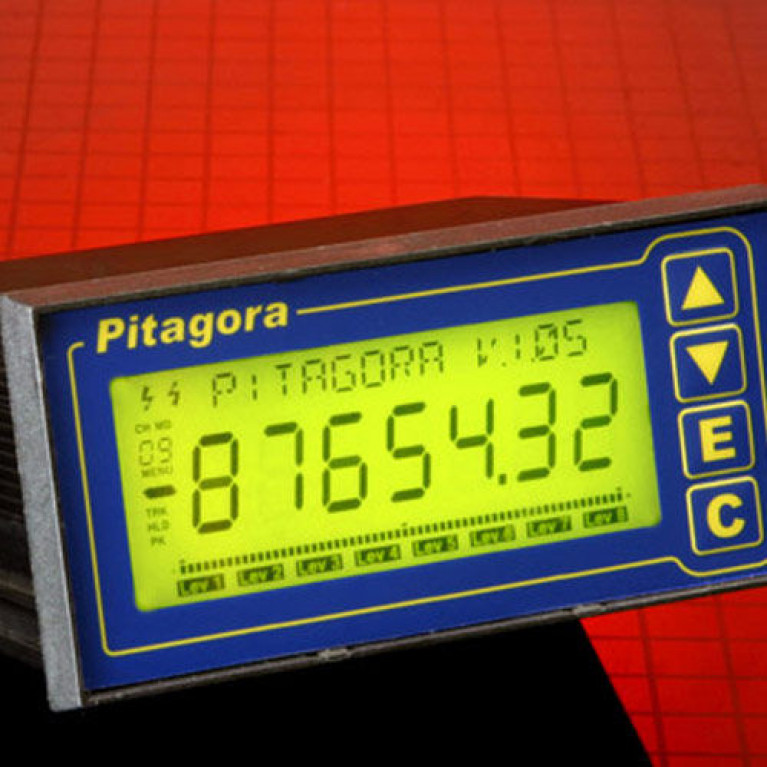 Pitagora
PITAGORA V.1.05
CH MD
09
MENU
87654.32
TRK
HLD
PK
Lev 1 Lev 2 Lev 3 Lev 4 Lev 5 Lev 6 Lev 7 Lev 8
E
C